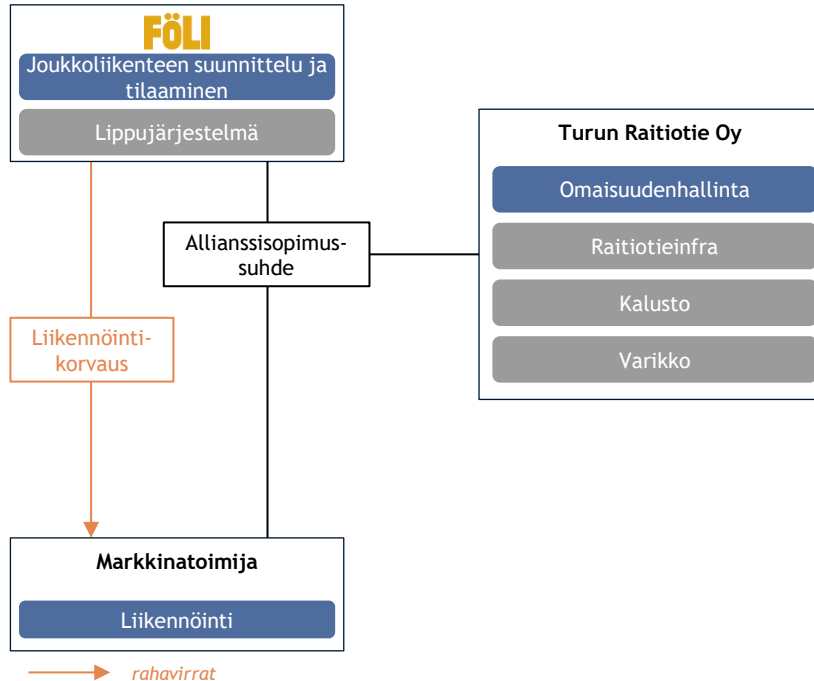 FÖLI
Joukkoliikenteen suunnittelu ja
tilaaminen
Lippujärjestelmä
Turun Raitiotie Oy
Omaisuudenhallinta
Raitiotieinfra
Kalusto
Varikko
Allianssisopimus-
suhde
Liikennöinti-
korvaus
Markkinatoimija
Liikennöinti
rahavirrat